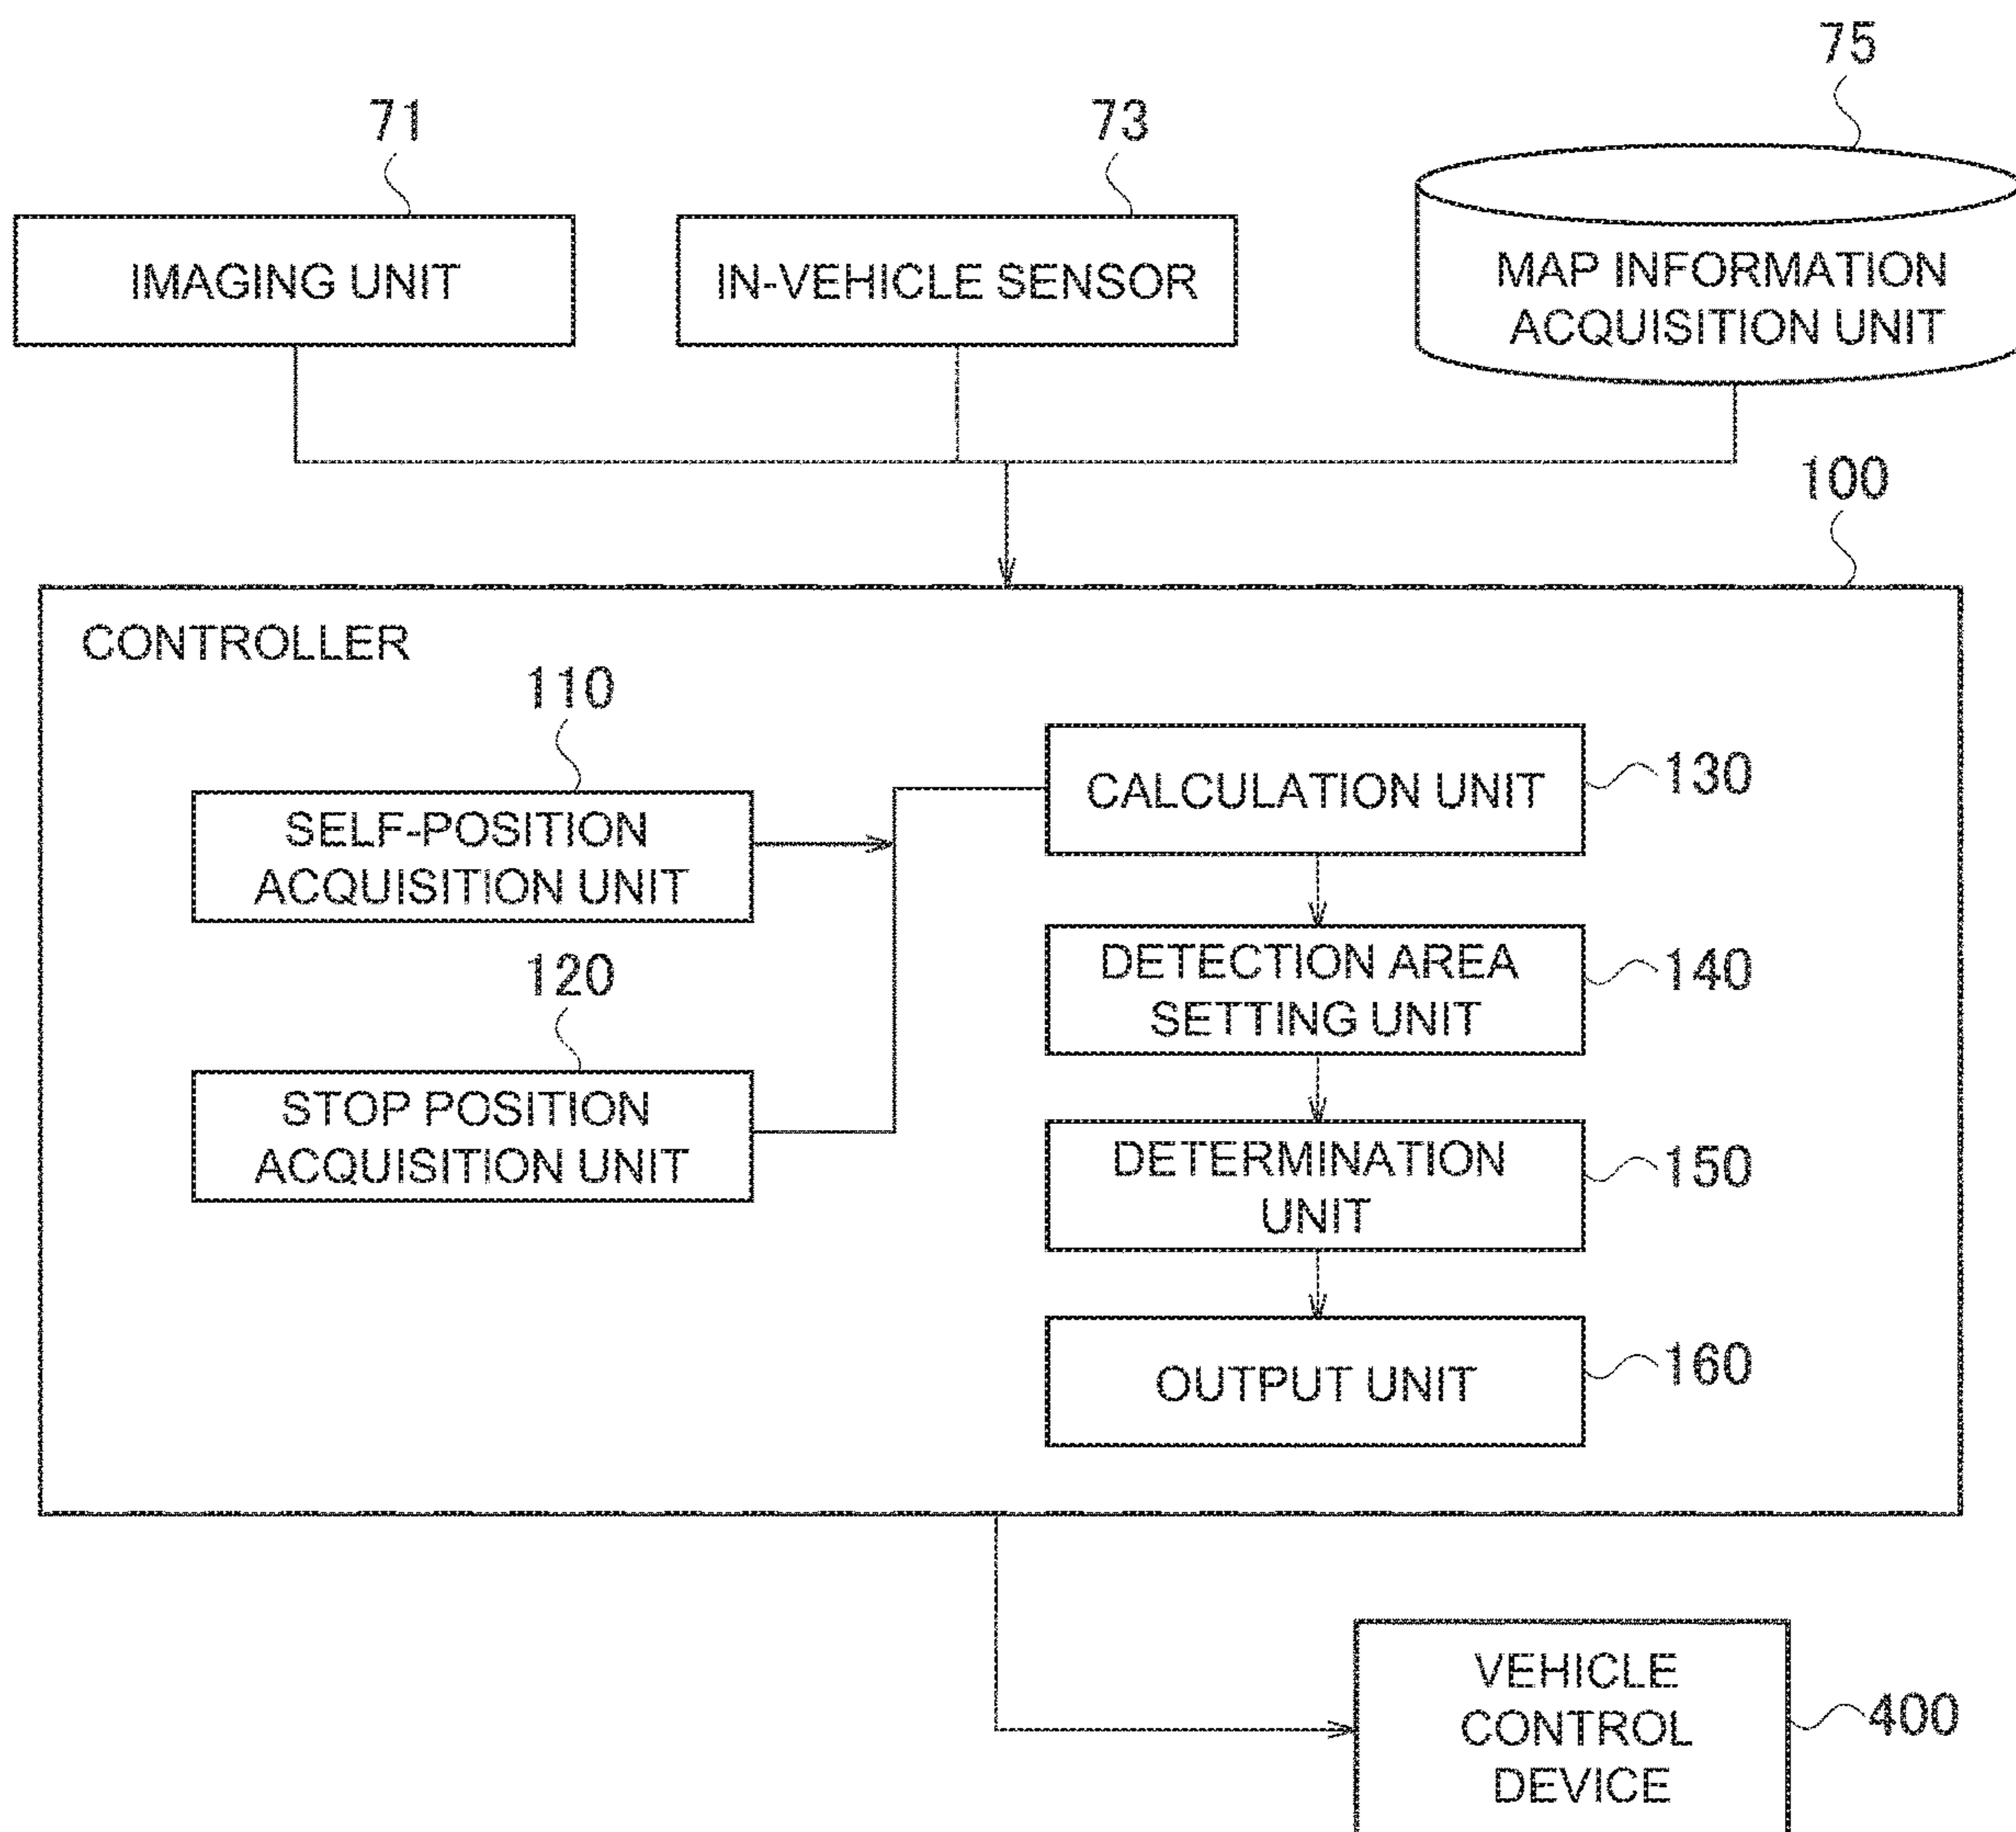 75
71
73
IMAGING UNIT
IN-VEHICLE SENSOR
MAP INFORMATION
ACQUISITION UNIT
100
CONTROLLER
110
SELF-POSITION
ACQUISITION UNIT
120
STOP POSITION
ACQUISITION UNIT
CALCULATION UNIT
130
DETECTION AREA
SETTING UNIT
140
DETERMINATION
UNIT
150
OUTPUT UNIT
160
VEHICLE
CONTROL
DEVICE
400